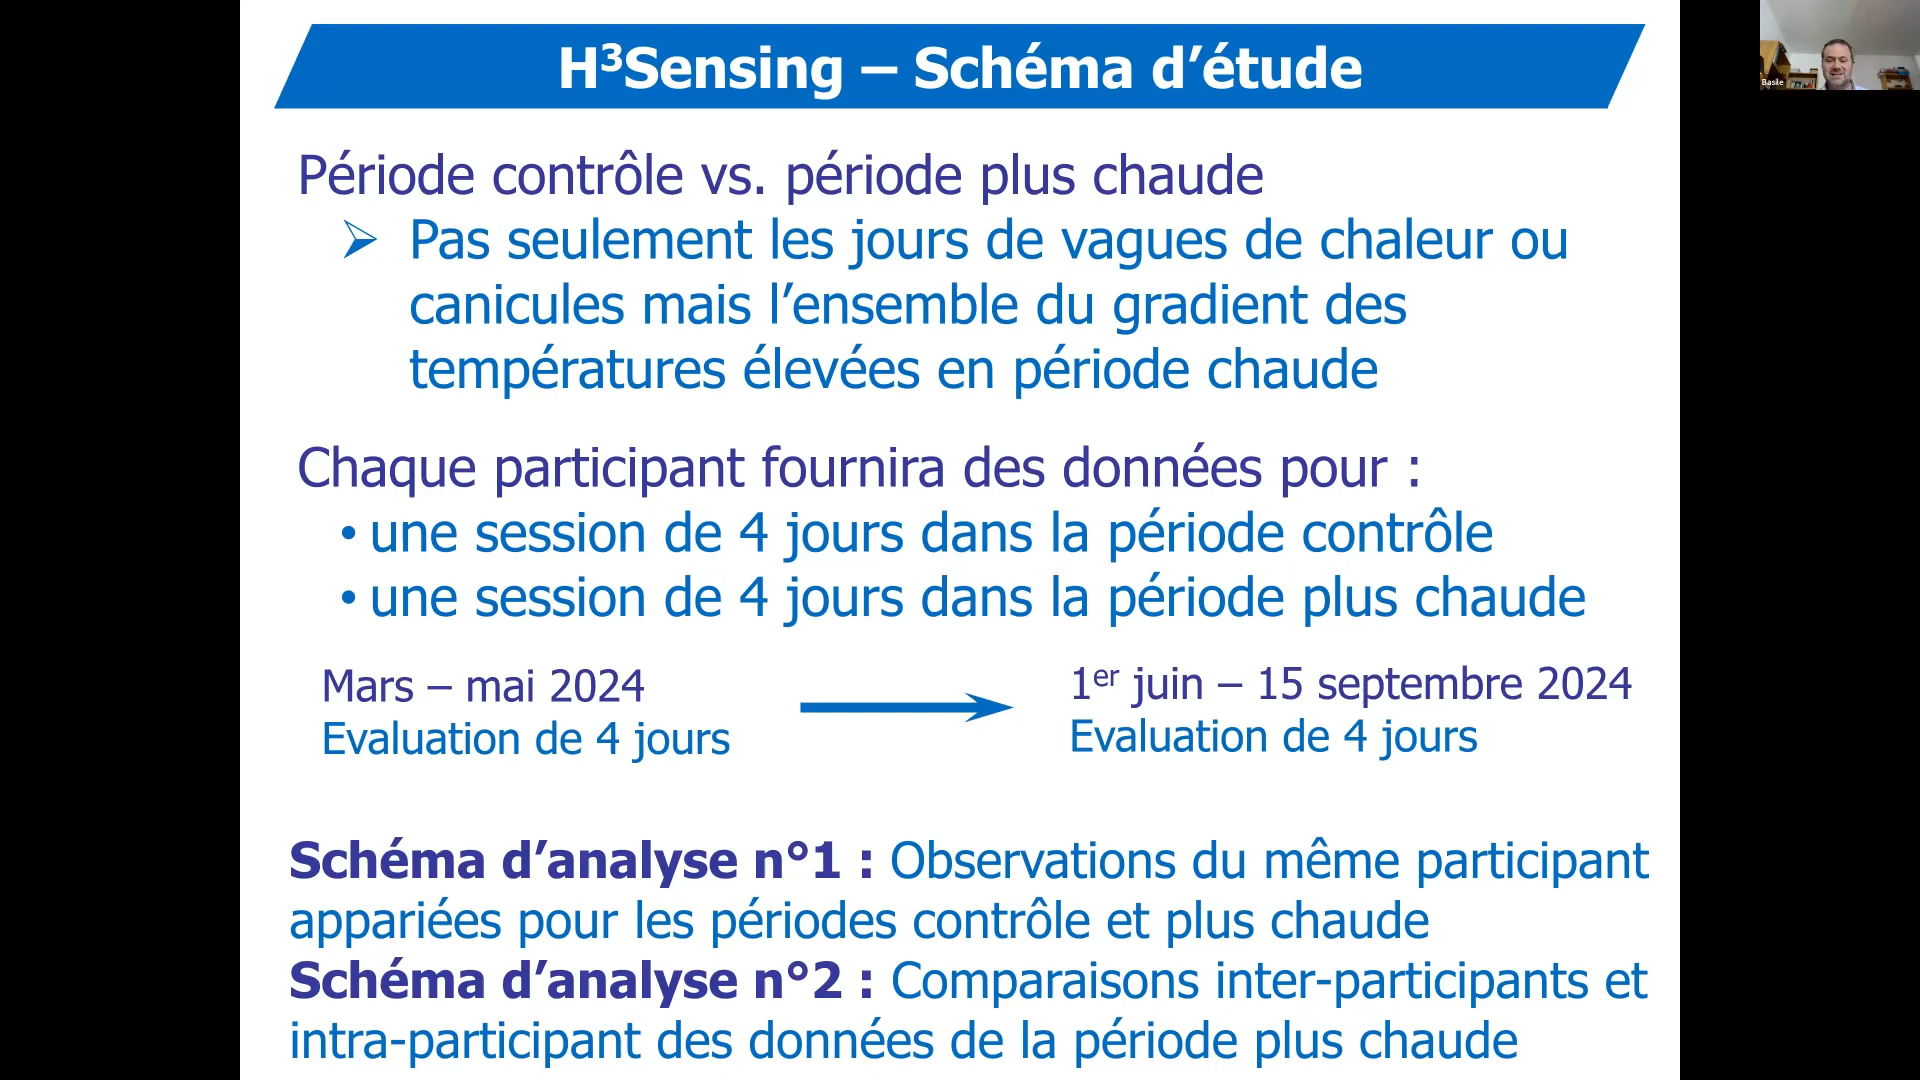 H³Sensing – Schéma d’étude
Basile
Période contrôle vs. période plus chaude
➢ Pas seulement les jours de vagues de chaleur ou
canicules mais l’ensemble du gradient des
températures élevées en période chaude
Chaque participant fournira des données pour :
• une session de 4 jours dans la période contrôle
• une session de 4 jours dans la période plus chaude
Mars – mai 2024
Evaluation de 4 jours
1er juin – 15 septembre 2024
Evaluation de 4 jours
Schéma d’analyse n°1 : Observations du même participant
appariées pour les périodes contrôle et plus chaude
Schéma d’analyse n°2 : Comparaisons inter-participants et
intra-participant des données de la période plus chaude